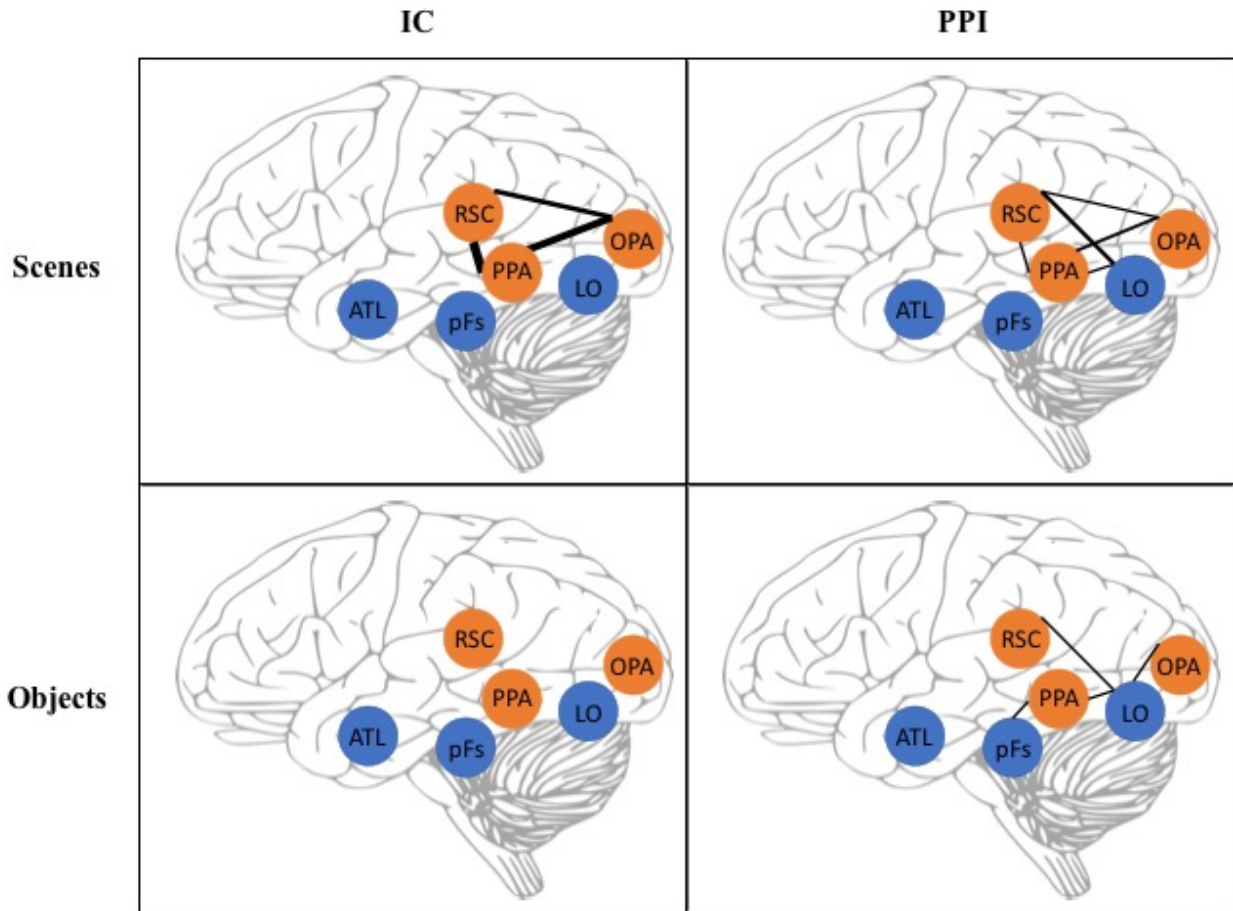 IC PPI
Scenes
RSC OPA PPA LO ATL pFs
RSC OPA PPA LO ATL pFs
Objects
RSC OPA PPA LO ATL pFs
RSC OPA PPA LO ATL pFs